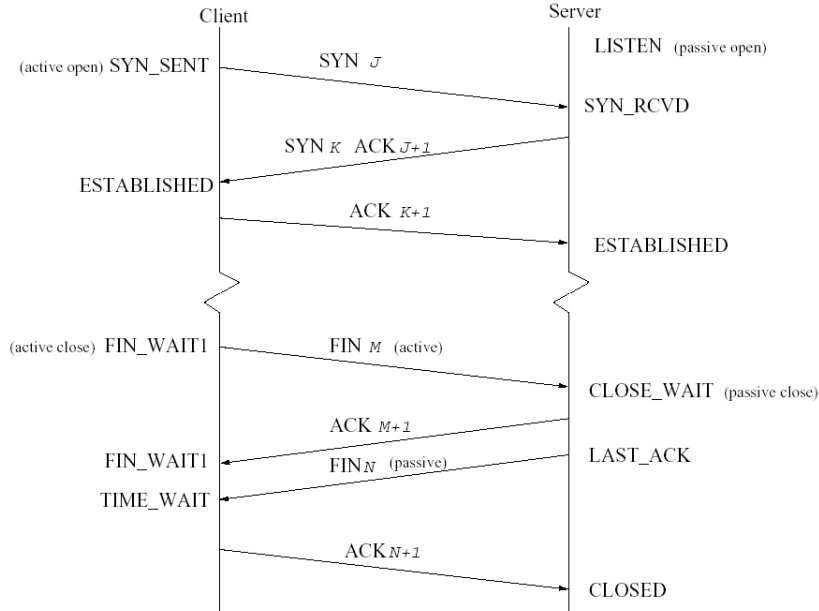 Client Server
LISTEN (passive open)
(active open) SYN_SENT SYN J
SYN_RCVD
SYN K ACK J+1
ESTABLISHED
ACK K+1
ESTABLISHED
(active close) FIN_WAIT1 FIN M (active)
CLOSE_WAIT (passive close)
ACK M+1
FIN_WAIT1 LAST_ACK
FIN N (passive)
TIME_WAIT
ACK N+1
CLOSED